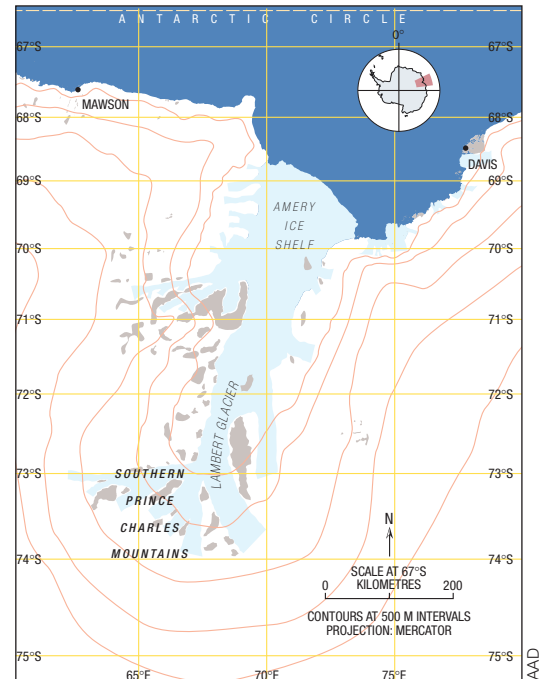 ANTARCTIC CIRCLE
0°
67°S 67°S
MAWSON
68°S 68°S
DAVIS
69°S 69°S
AMERY
ICE
SHELF
70°S 70°S
71°S 71°S
72°S 72°S
LAMBERT GLACIER
73°S 73°S
SOUTHERN
PRINCE
CHARLES
MOUNTAINS
74°S 74°S
N
SCALE AT 67°S
0 KILOMETRES 200
CONTOURS AT 500 M INTERVALS
PROJECTION: MERCATOR
75°S 75°S
65°E 70°E 75°E
AAD